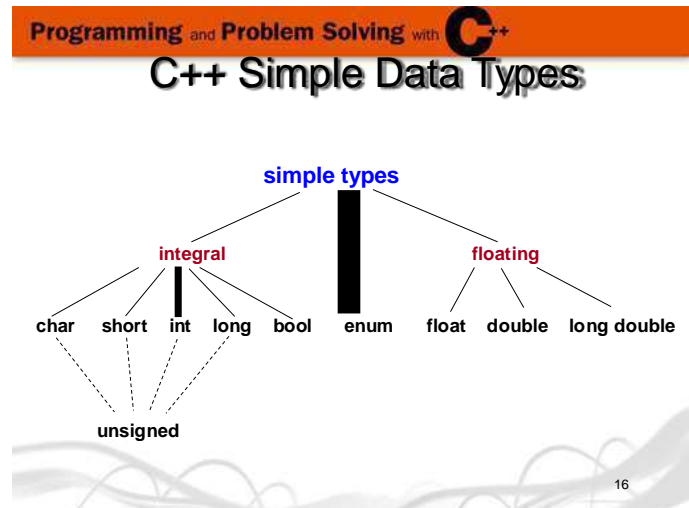 Programming and Problem Solving with C++
C++ Simple Data Types
simple types
integral floating
char short int long bool enum float double long double
unsigned
16